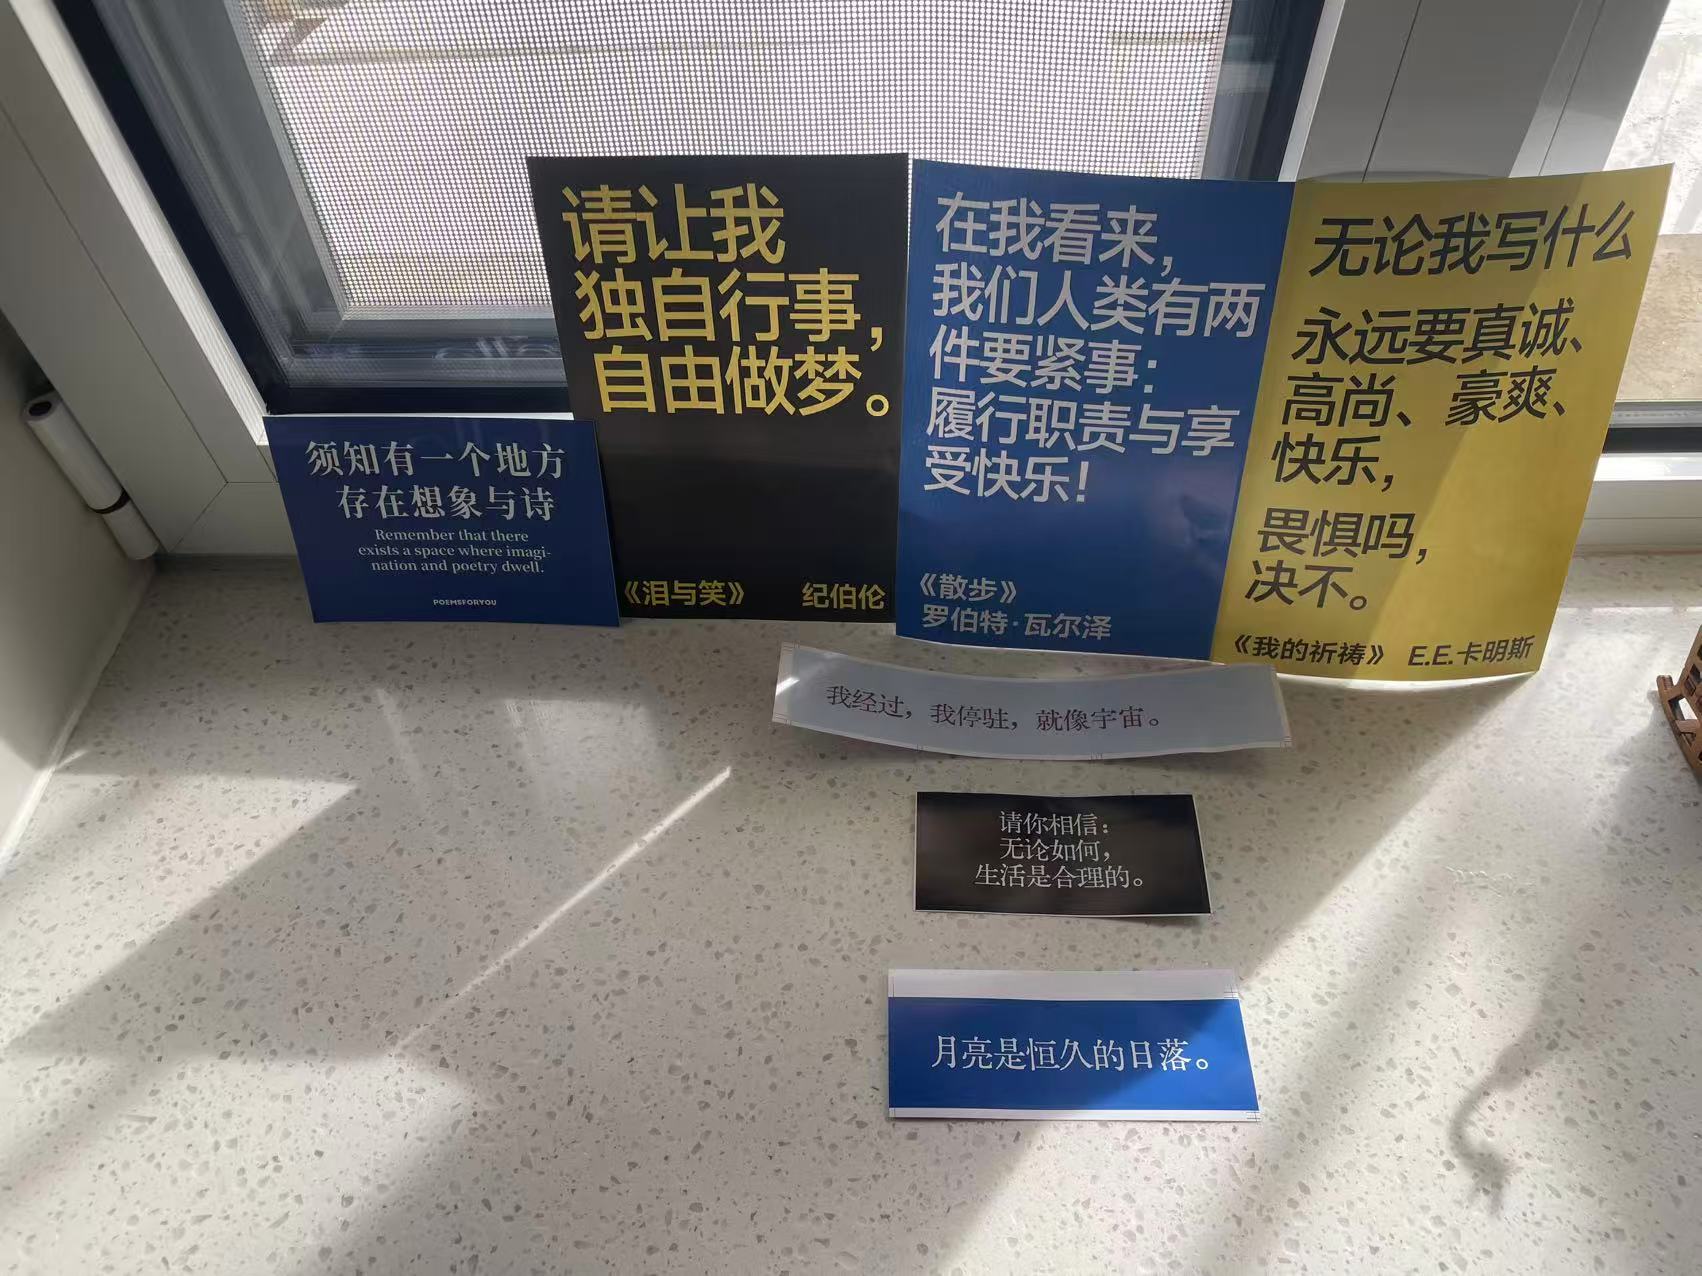 须知有一个地方
存在想象与诗
Remember that there
exists a space where imagi-
nation and poetry dwell.
POEMSFORYOU
请让我
独自行事，
自由做梦。
《泪与笑》 纪伯伦
在我看来，
我们人类有两
件要紧事：
履行职责与享
受快乐！
《散步》
罗伯特·瓦尔泽
无论我写什么
永远要真诚、
高尚、豪爽、
快乐，
畏惧吗，
决不。
《我的祈祷》 E.E.卡明斯
我经过，我停驻，就像宇宙。
请你相信：
无论如何，
生活是合理的。
月亮是恒久的日落。